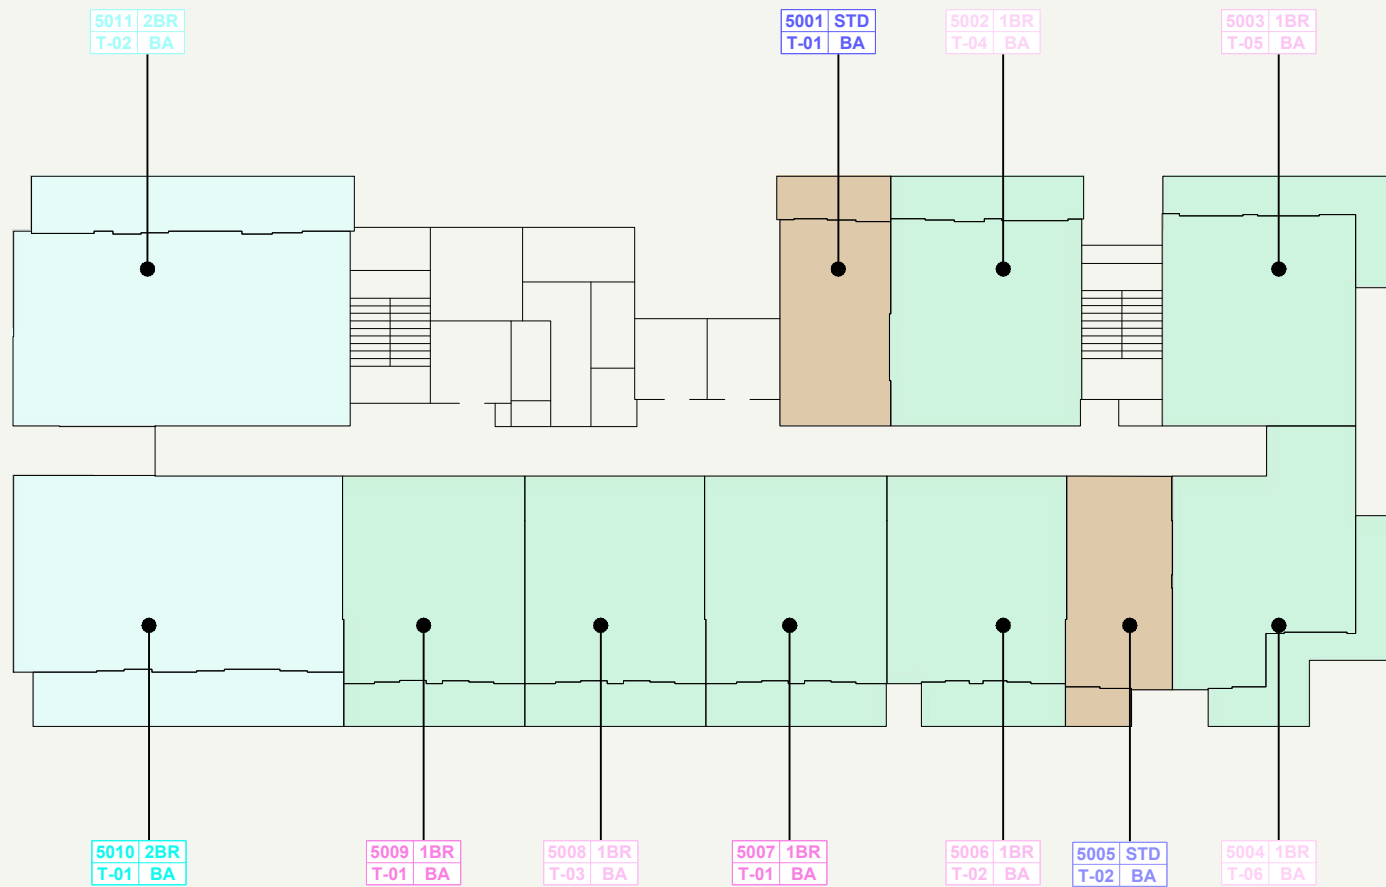 5011 2BR
T-02 BA
5001 STD
T-01 BA
5002 1BR
T-04 BA
5003 1BR
T-05 BA
5010 2BR
T-01 BA
5009 1BR
T-01 BA
5008 1BR
T-03 BA
5007 1BR
T-01 BA
5006 1BR
T-02 BA
5005 STD
T-02 BA
5004 1BR
T-06 BA